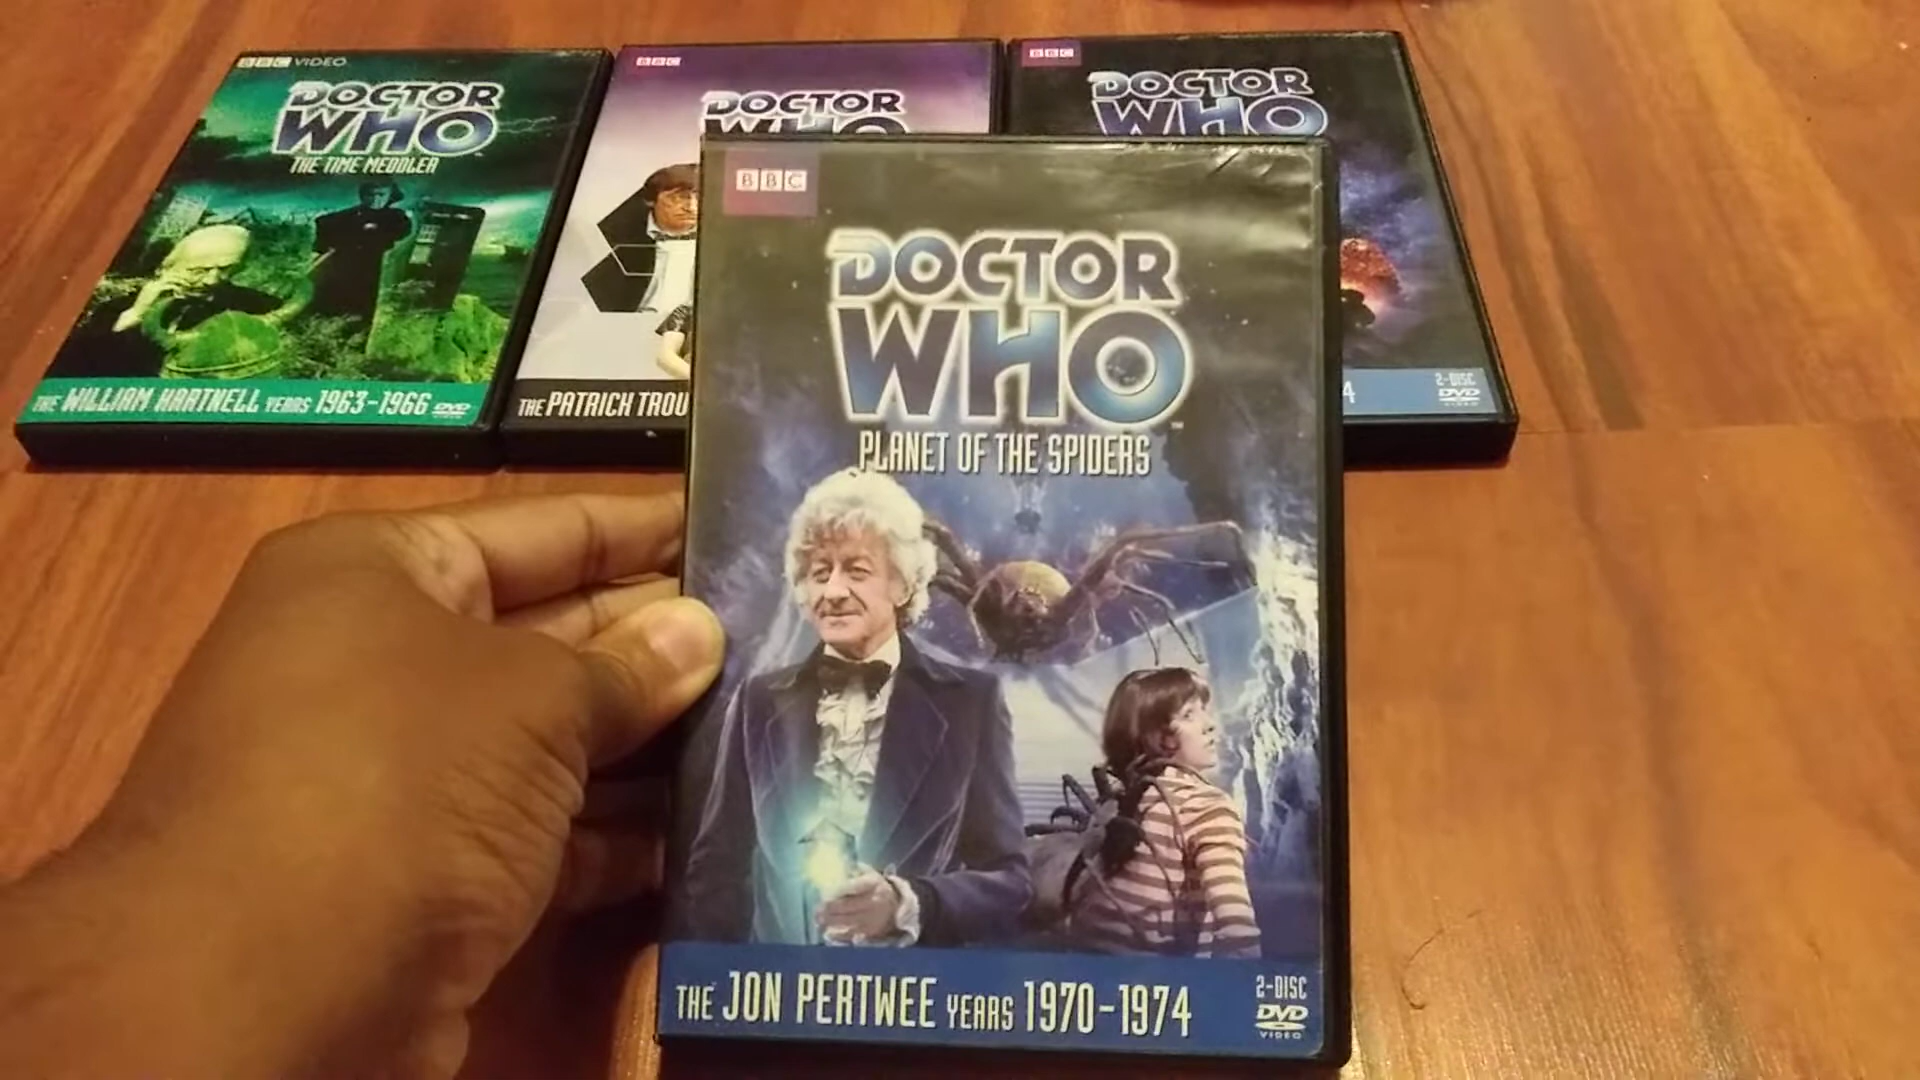 BBC VIDEO
DOCTOR
WHO
THE TIME MEDDLER
THE WILLIAM HARTNELL YEARS 1963-1966 DVD
BBC
DOCTOR
WHO
THE PATRICK TROU
BBC
DOCTOR
WHO
4
2-DISC
DVD
VIDEO
BBC
DOCTOR
WHO
PLANET OF THE SPIDERS
THE JON PERTWEE YEARS 1970-1974
2-DISC
DVD
VIDEO